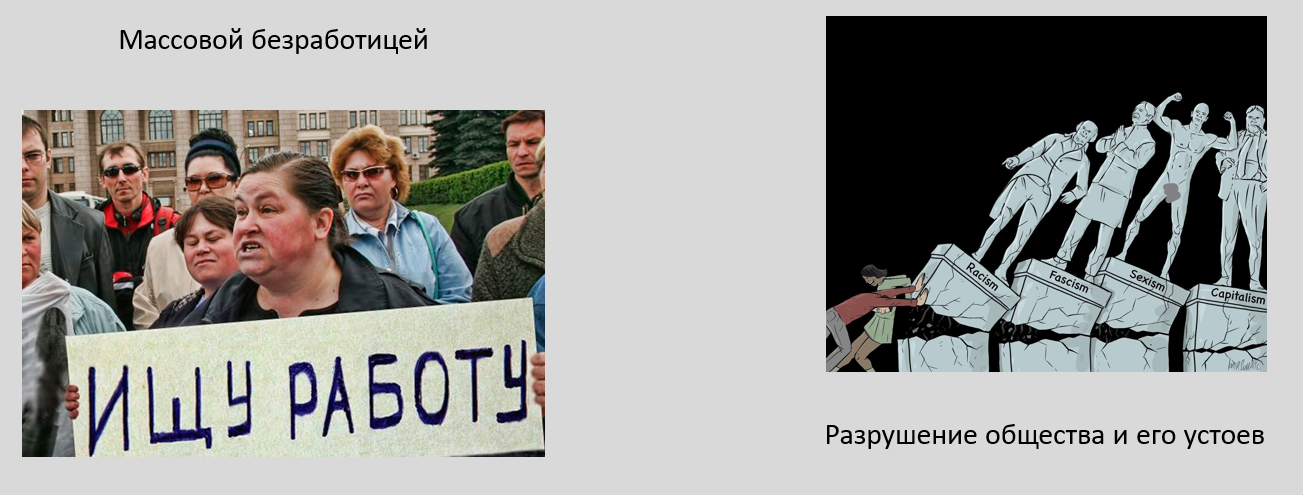 Массовой безработицей
ИЩУ РАБОТУ
Racism
Fascism
Sexism
Capitalism
Разрушение общества и его устоев